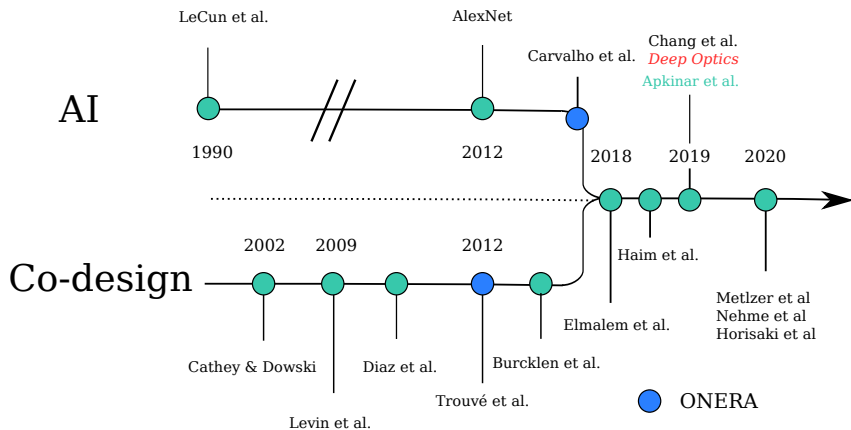 LeCun et al.
AlexNet
Carvalho et al.
Chang et al.
Deep Optics
Apkinar et al.
AI
1990
2012
2018
2019
2020
2002
2009
2012
Co-design
Haim et al.
Elmalem et al.
Metlzer et al
Nehme et al
Horisaki et al
Cathey & Dowski
Diaz et al.
Burcklen et al.
Trouvé et al.
Levin et al.
ONERA